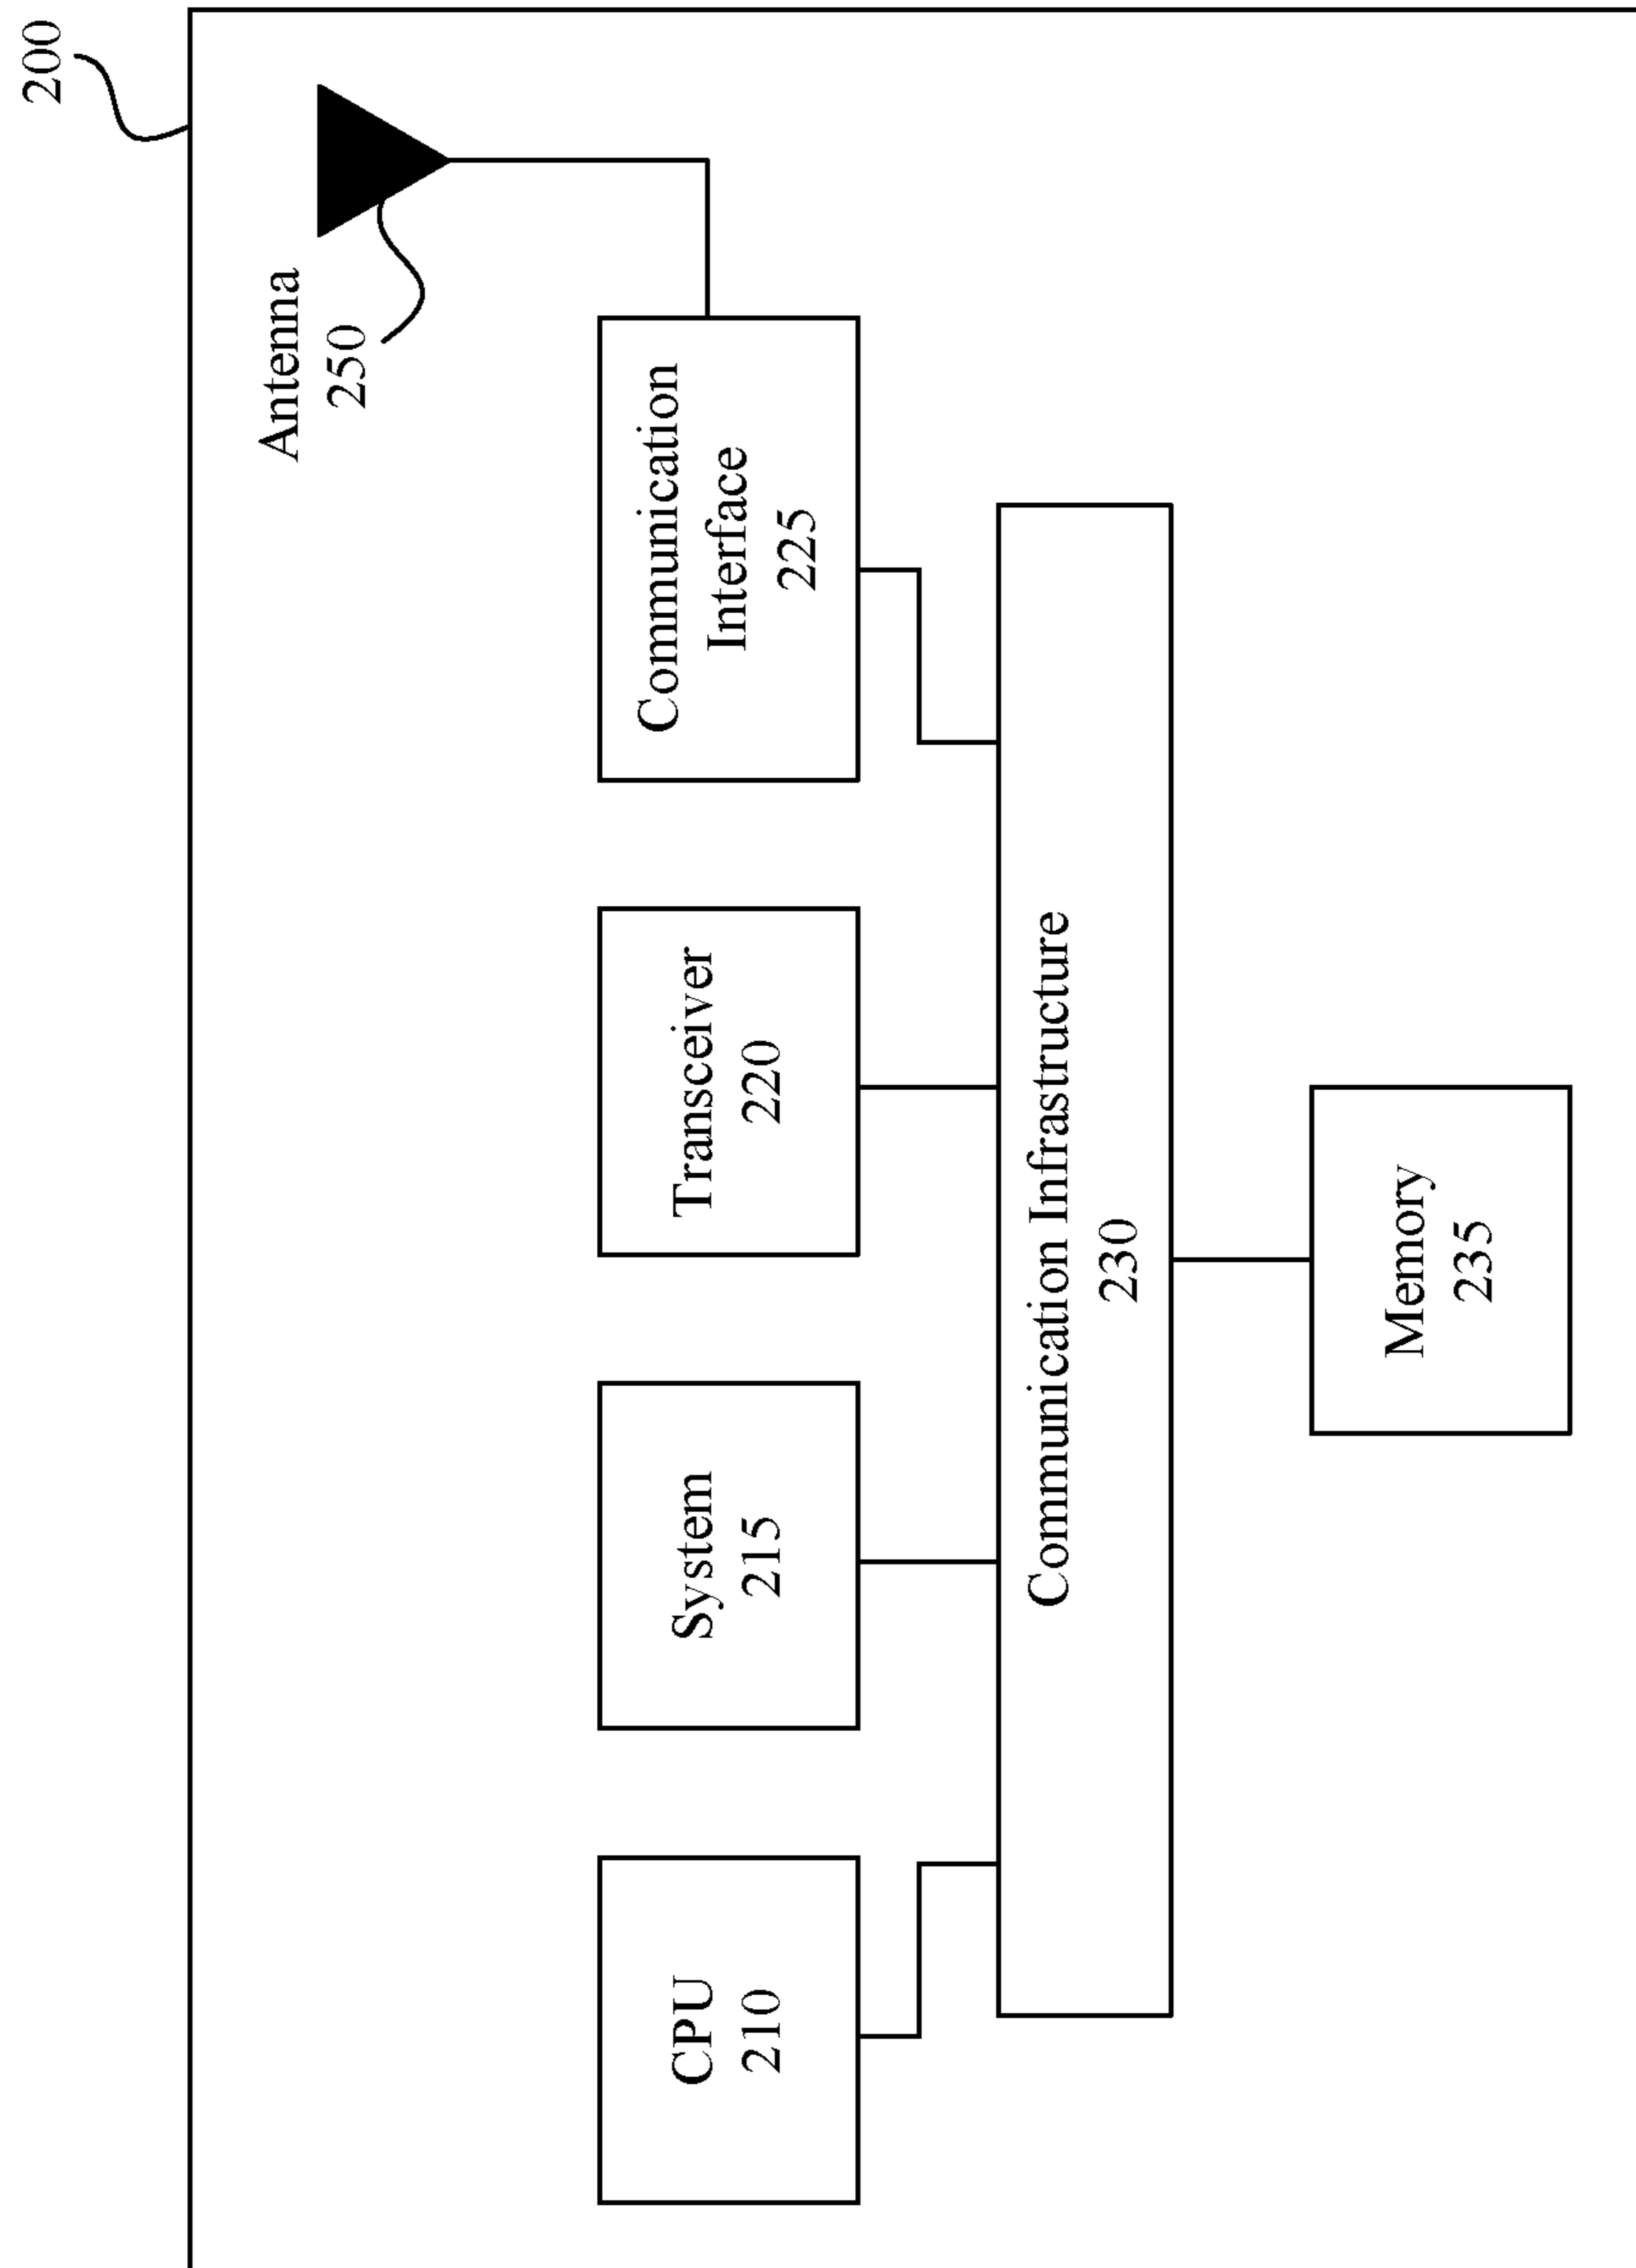 200
Antenna
250
CPU
210
System
215
Transceiver
220
Communication
Interface
225
Communication Infrastructure
230
Memory
235